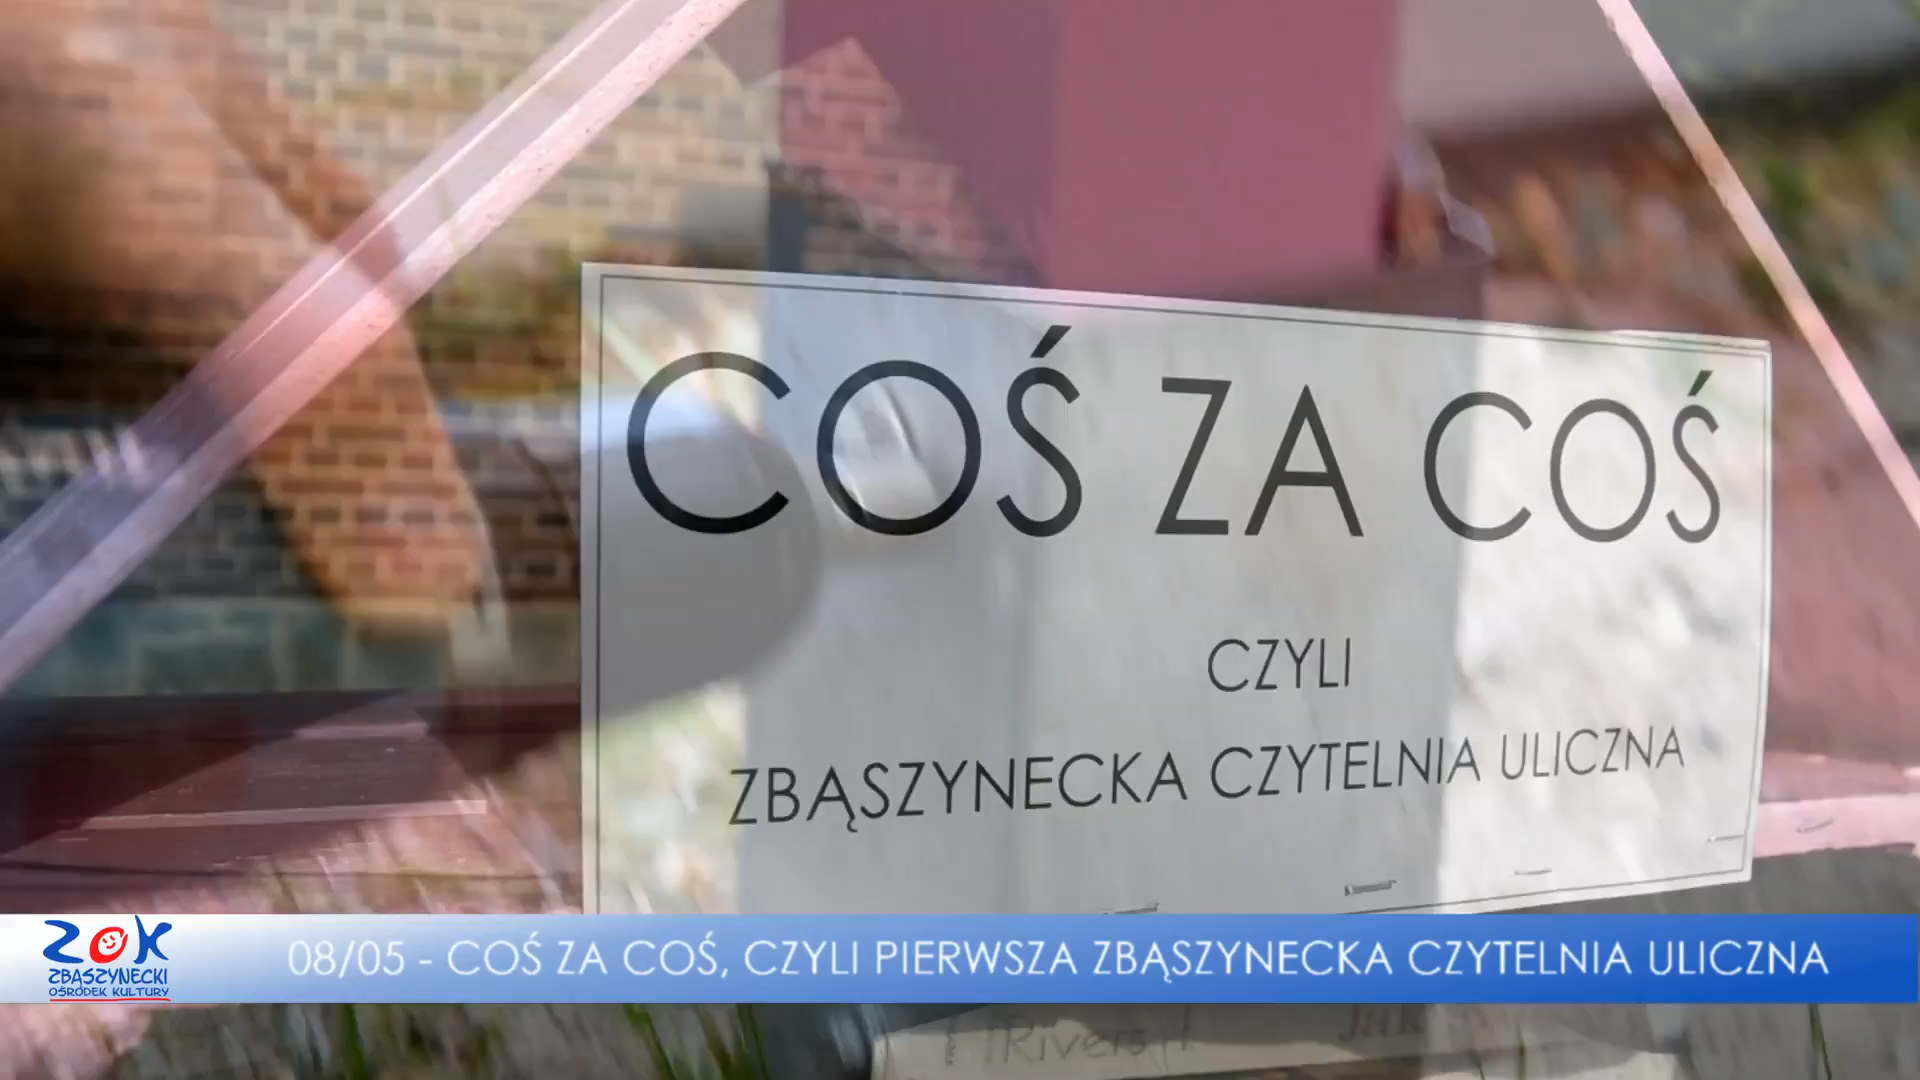 COŚ ZA COŚ
CZYLI
ZBĄSZYNECKA CZYTELNIA ULICZNA
ZOK
ZBĄSZYNECKI
OŚRODEK KULTURY
08/05 - COŚ ZA COŚ, CZYLI PIERWSZA ZBĄSZYNECKA CZYTELNIA ULICZNA
Rivers